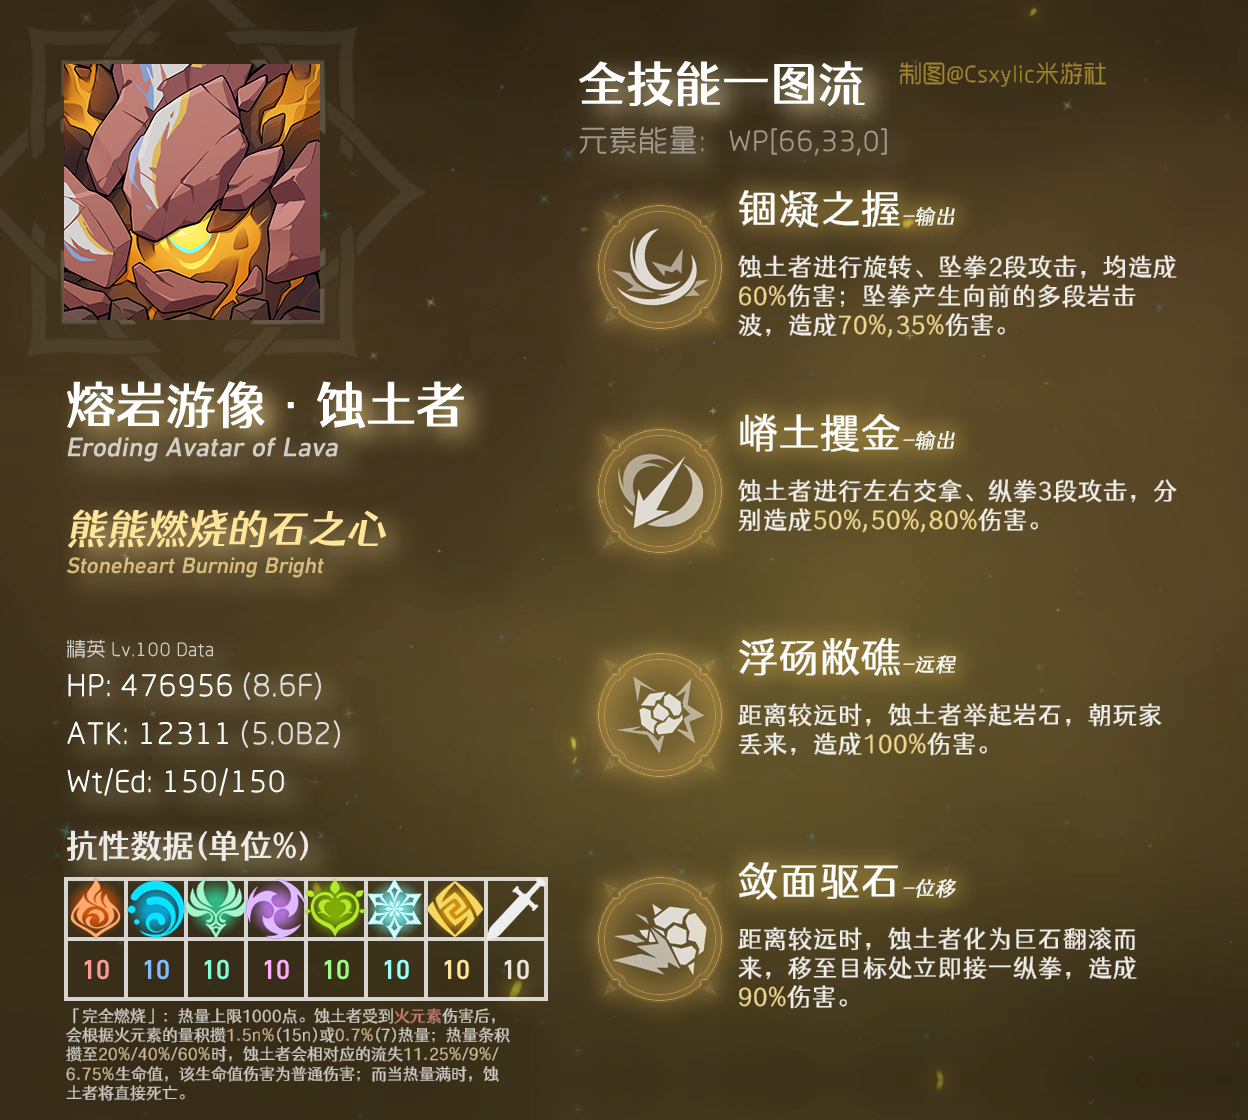 全技能一图流
制图@Csxylic米游社
元素能量： WP[66,33,0]
熔岩游像 · 蚀土者
Eroding Avatar of Lava
熊熊燃烧的石之心
Stoneheart Burning Bright
精英 Lv.100 Data
HP: 476956 (8.6F)
ATK: 12311 (5.0B2)
Wt/Ed: 150/150
抗性数据(单位%)
10 10 10 10 10 10 10 10
「完全燃烧」: 热量上限1000点。蚀土者受到火元素伤害后，
会根据火元素的量积攒1.5n%(15n)或0.7%(7)热量；热量条积
攒至20%/40%/60%时，蚀土者会相对应的流失11.25%/9%/
6.75%生命值，该生命值伤害为普通伤害；而当热量满时，蚀
土者将直接死亡。
锢凝之握–输出
蚀土者进行旋转、坠拳2段攻击，均造成
60%伤害；坠拳产生向前的多段岩击
波，造成70%,35%伤害。
嵴土攫金–输出
蚀土者进行左右交拿、纵拳3段攻击，分
别造成50%,50%,80%伤害。
浮砀敝礁–远程
距离较远时，蚀土者举起岩石，朝玩家
丢来，造成100%伤害。
敛面驱石–位移
距离较远时，蚀土者化为巨石翻滚而
来，移至目标处立即接一纵拳，造成
90%伤害。